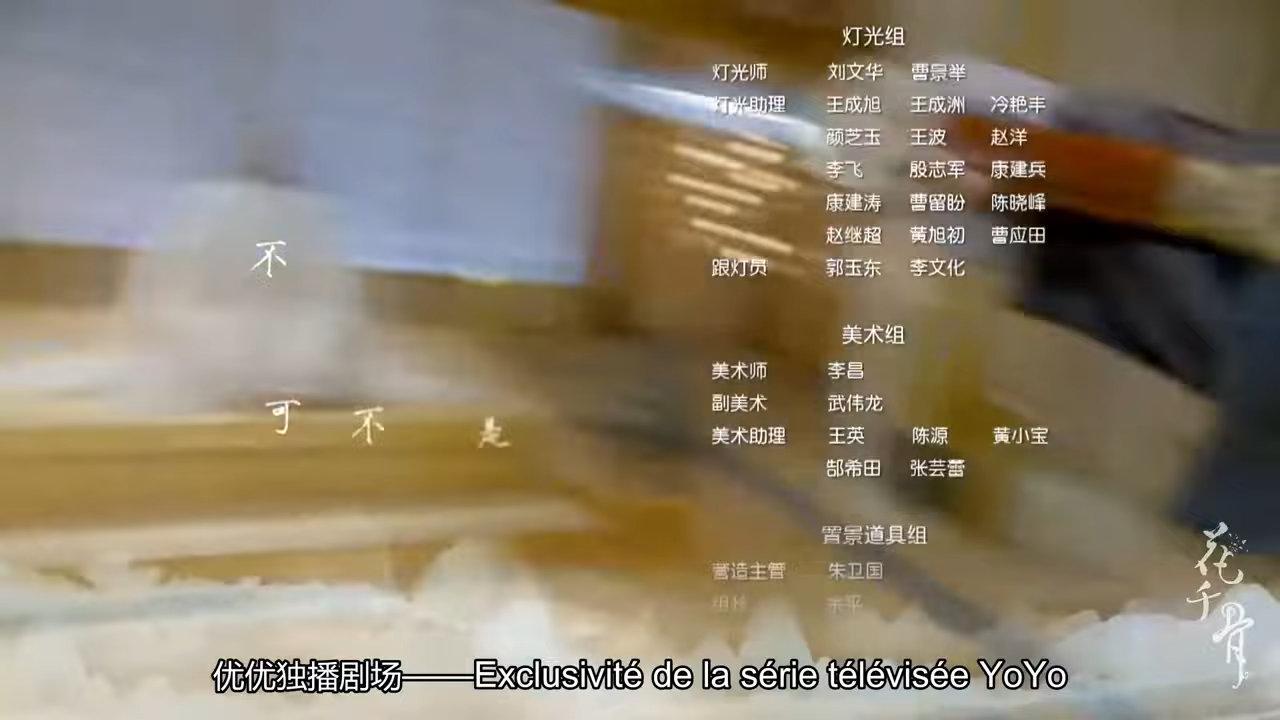 灯光组
灯光师 刘文华 曹景举
灯光助理 王成旭 王成洲 冷艳丰
颜芝玉 王波 赵洋
李飞 殷志军 康建兵
康建涛 曹留盼 陈晓峰
赵继超 黄旭初 曹应田
跟灯员 郭玉东 李文化
美术组
美术师 李昌
副美术 武伟龙
美术助理 王英 陈源 黄小宝
郜希田 张芸蕾
置景道具组
营造主管 朱卫国
不
可 不 是
花千骨
优优独播剧场——Exclusivité de la série télévisée YoYo